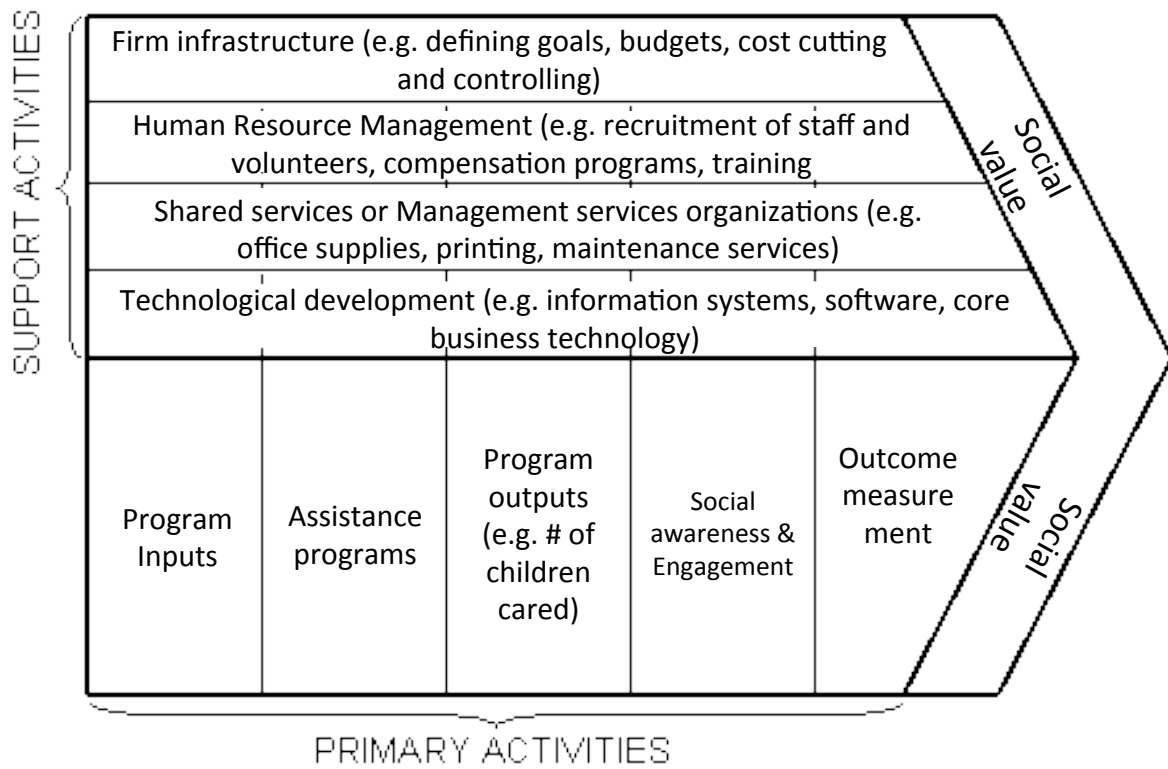 SUPPORT ACTIVITIES
Firm infrastructure (e.g. defining goals, budgets, cost cutting
and controlling)
Human Resource Management (e.g. recruitment of staff and
volunteers, compensation programs, training
Shared services or Management services organizations (e.g.
office supplies, printing, maintenance services)
Technological development (e.g. information systems, software, core
business technology)
Social
value
Program
Inputs
Assistance
programs
Program
outputs
(e.g. # of
children
cared)
Social
awareness &
Engagement
Outcome
measure
ment
Social
value
PRIMARY ACTIVITIES